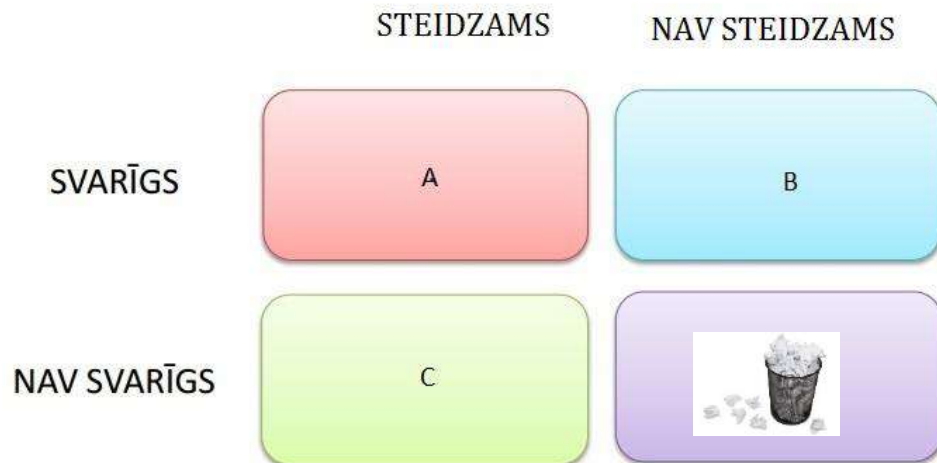 STEIDZAMS NAV STEIDZAMS
SVARĪGS A B
NAV SVARĪGS C